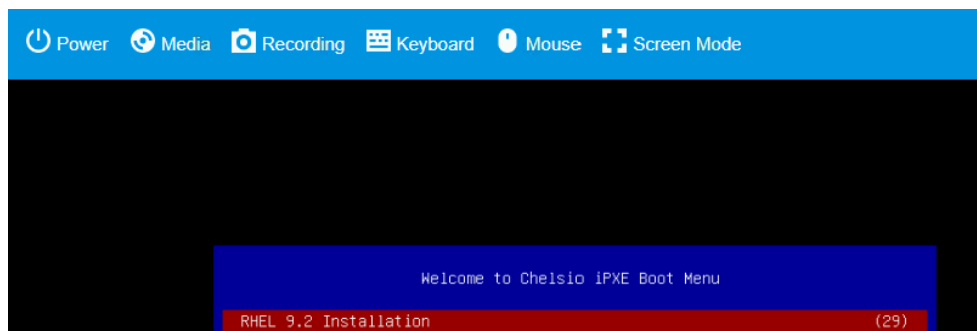 Power Media Recording Keyboard Mouse Screen Mode
Welcome to Chelsio iPXE Boot Menu
RHEL 9.2 Installation (29)